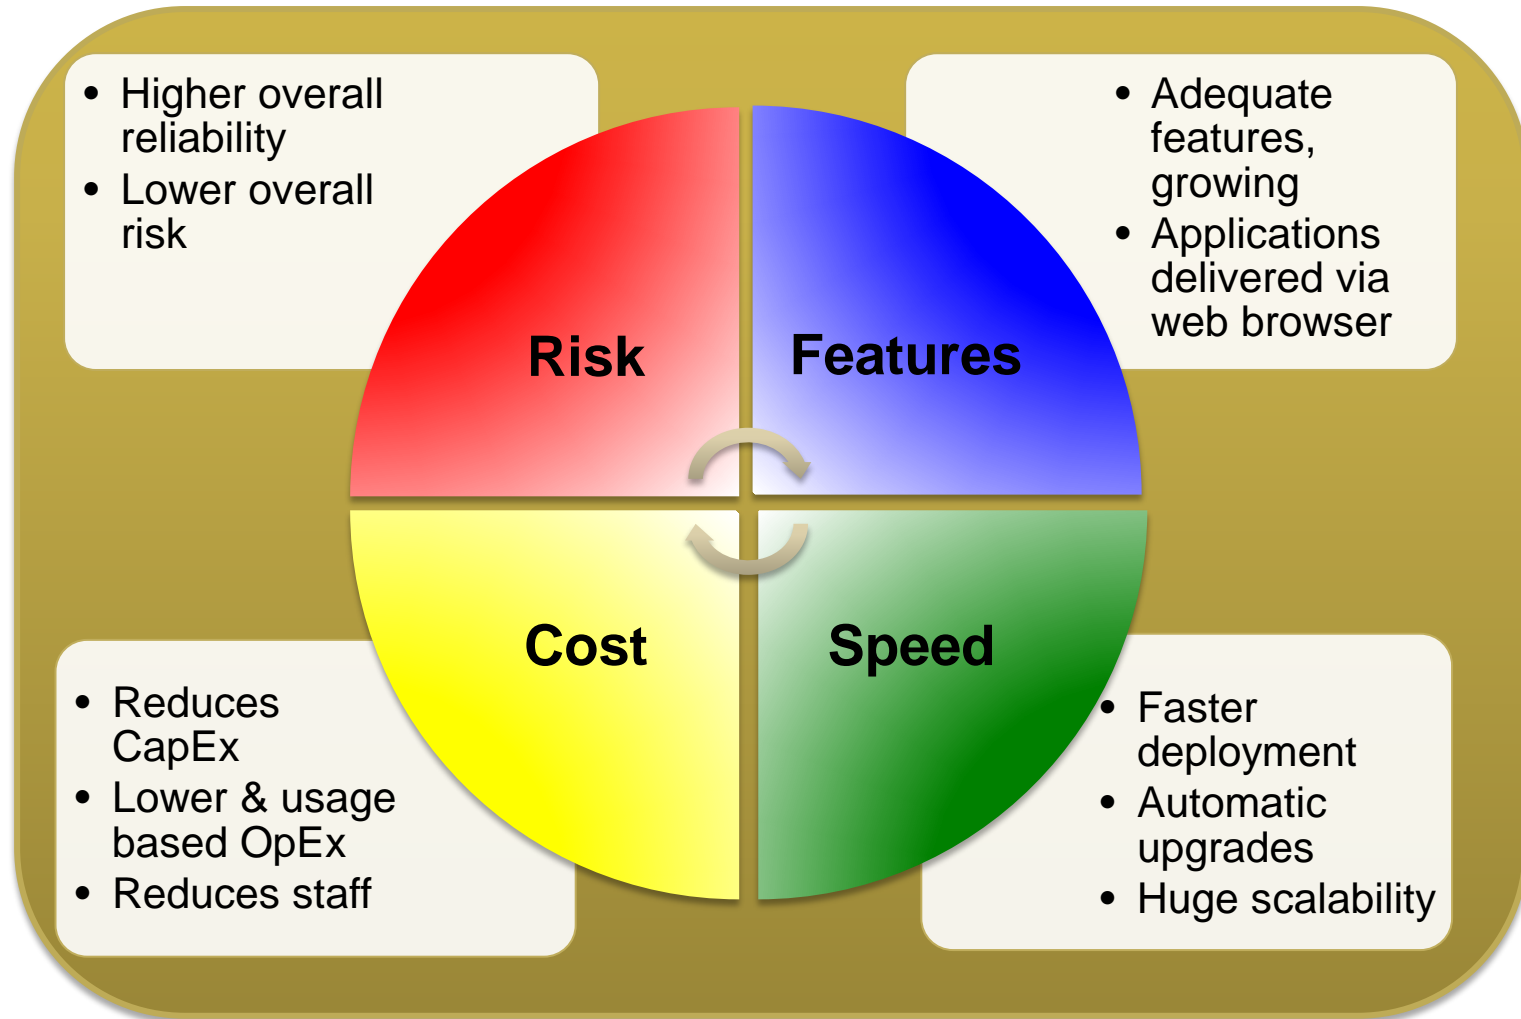 • Higher overall
reliability
• Lower overall
risk
• Adequate
features,
growing
• Applications
delivered via
web browser
Risk
Features
Cost
Speed
• Reduces
CapEx
• Lower & usage
based OpEx
• Reduces staff
• Faster
deployment
• Automatic
upgrades
• Huge scalability